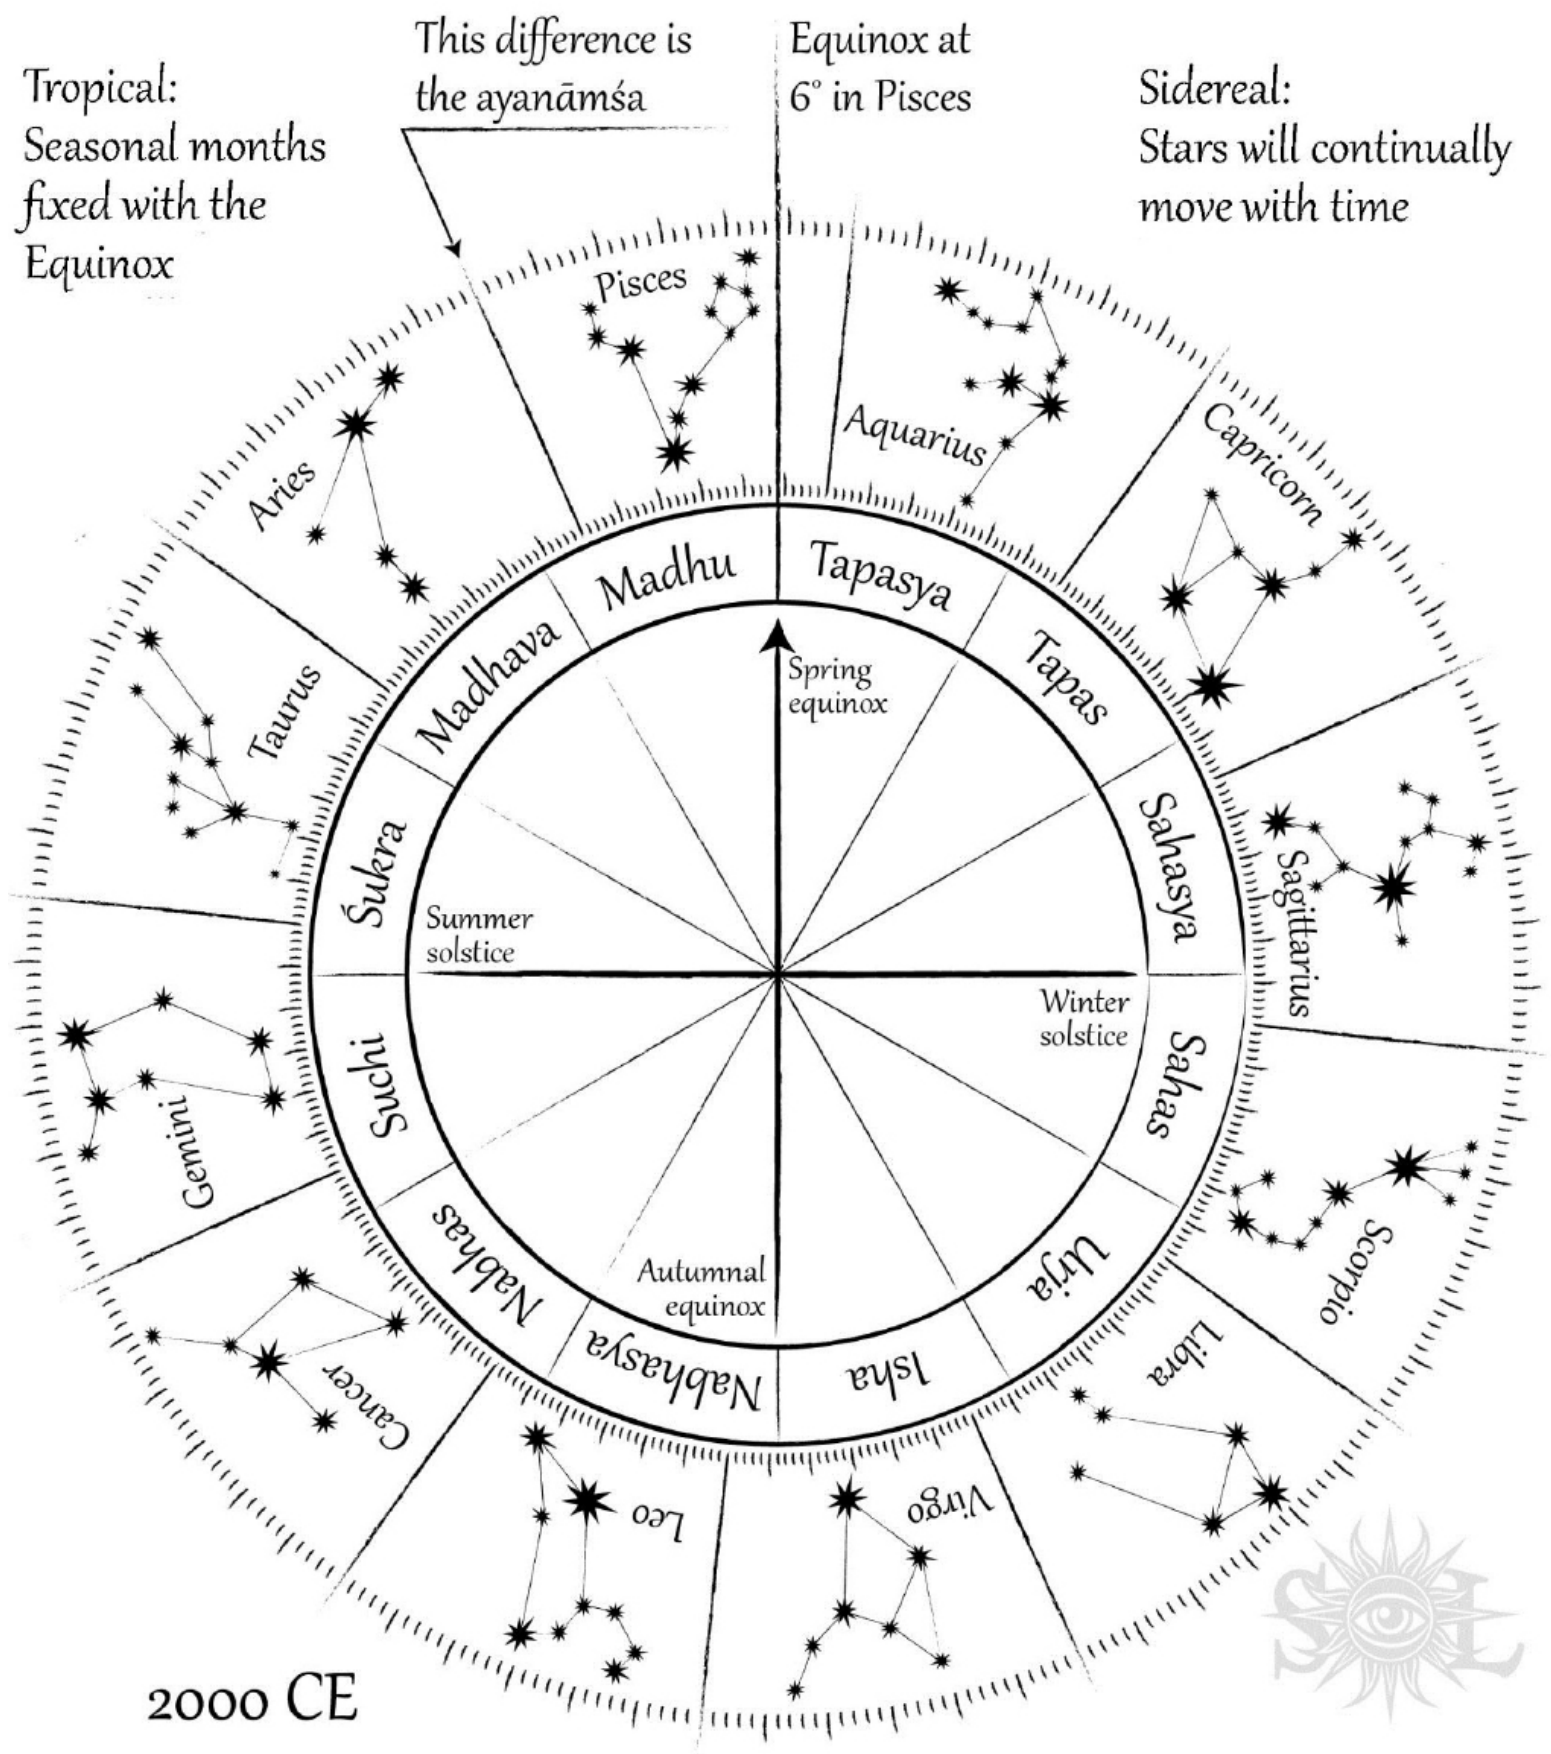 This difference is
the ayanāmśa
Equinox at
6° in Pisces
Tropical:
Seasonal months
fixed with the
Equinox
Sidereal:
Stars will continually
move with time
Pisces
Aquarius
Capricorn
Sagittarius
Scorpio
Libra
Virgo
Leo
Cancer
Gemini
Taurus
Aries
Madhu
Tapasya
Tapas
Sahasya
Sahas
Urja
Isha
Nabhasya
Nabhas
Suchi
Śukra
Madhava
Spring
equinox
Summer
solstice
Winter
solstice
Autumnal
equinox
2000 CE
SL